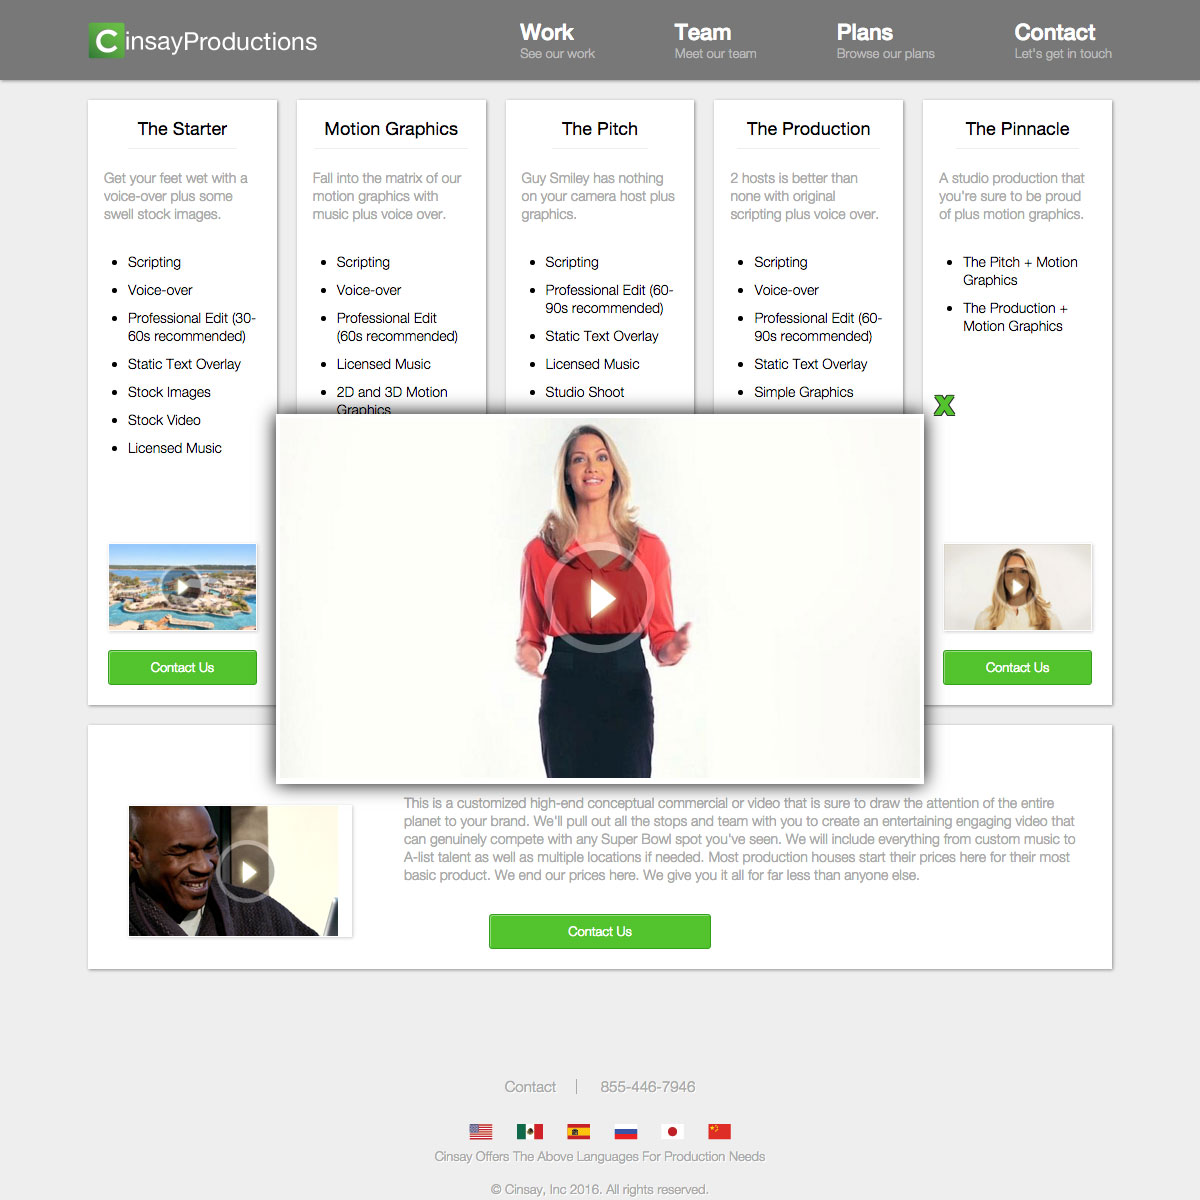 CinsayProductions
Work
See our work
Team
Meet our team
Plans
Browse our plans
Contact
Let's get in touch
The Starter
Get your feet wet with a
voice-over plus some
swell stock images.
Scripting
Voice-over
Professional Edit (30-
60s recommended)
Static Text Overlay
Stock Images
Stock Video
Licensed Music
Contact Us
Motion Graphics
Fall into the matrix of our
motion graphics with
music plus voice over.
Scripting
Voice-over
Professional Edit
(60s recommended)
Licensed Music
2D and 3D Motion
Graphics
The Pitch
Guy Smiley has nothing
on your camera host plus
graphics.
Scripting
Professional Edit (60-
90s recommended)
Static Text Overlay
Licensed Music
Studio Shoot
The Production
2 hosts is better than
none with original
scripting plus voice over.
Scripting
Voice-over
Professional Edit (60-
90s recommended)
Static Text Overlay
Simple Graphics
The Pinnacle
A studio production that
you're sure to be proud
of plus motion graphics.
The Pitch + Motion
Graphics
The Production +
Motion Graphics
X
Contact Us
This is a customized high-end conceptual commercial or video that is sure to draw the attention of the entire
planet to your brand. We'll pull out all the stops and team with you to create an entertaining engaging video that
can genuinely compete with any Super Bowl spot you've seen. We will include everything from custom music to
A-list talent as well as multiple locations if needed. Most production houses start their prices here for their most
basic product. We end our prices here. We give you it all for far less than anyone else.
Contact Us
Contact | 855-446-7946
Cinsay Offers The Above Languages For Production Needs
© Cinsay, Inc 2016. All rights reserved.